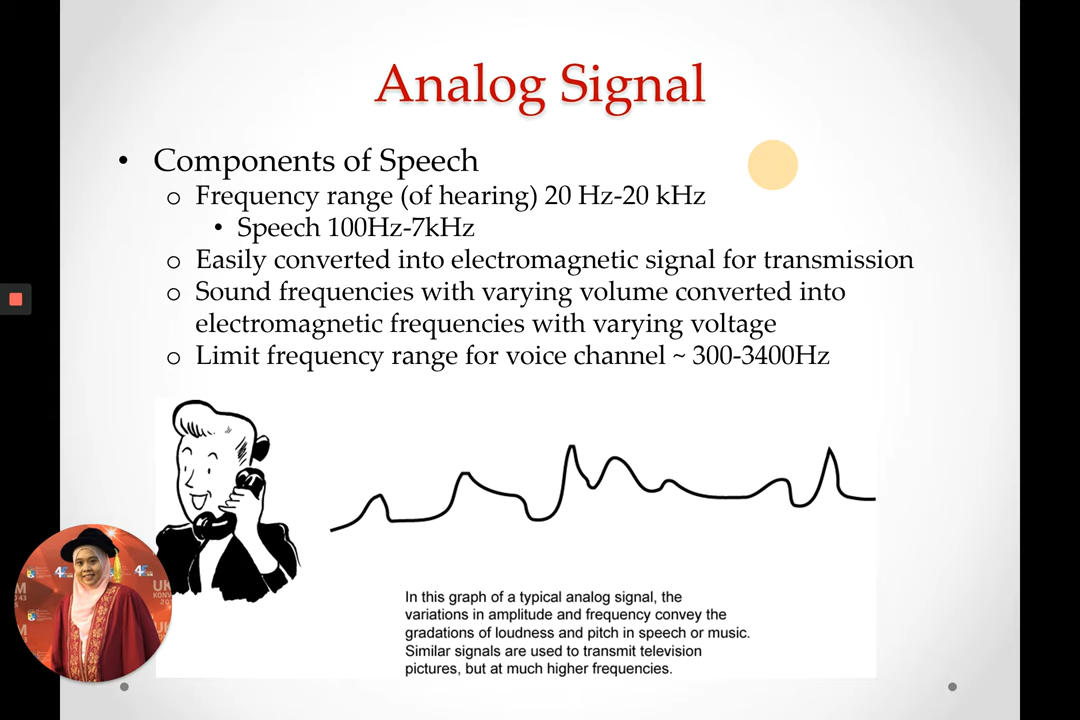 Analog Signal
• Components of Speech
o Frequency range (of hearing) 20 Hz-20 kHz
• Speech 100Hz-7kHz
o Easily converted into electromagnetic signal for transmission
o Sound frequencies with varying volume converted into
electromagnetic frequencies with varying voltage
o Limit frequency range for voice channel ~ 300-3400Hz
In this graph of a typical analog signal, the
variations in amplitude and frequency convey the
gradations of loudness and pitch in speech or music.
Similar signals are used to transmit television
pictures, but at much higher frequencies.